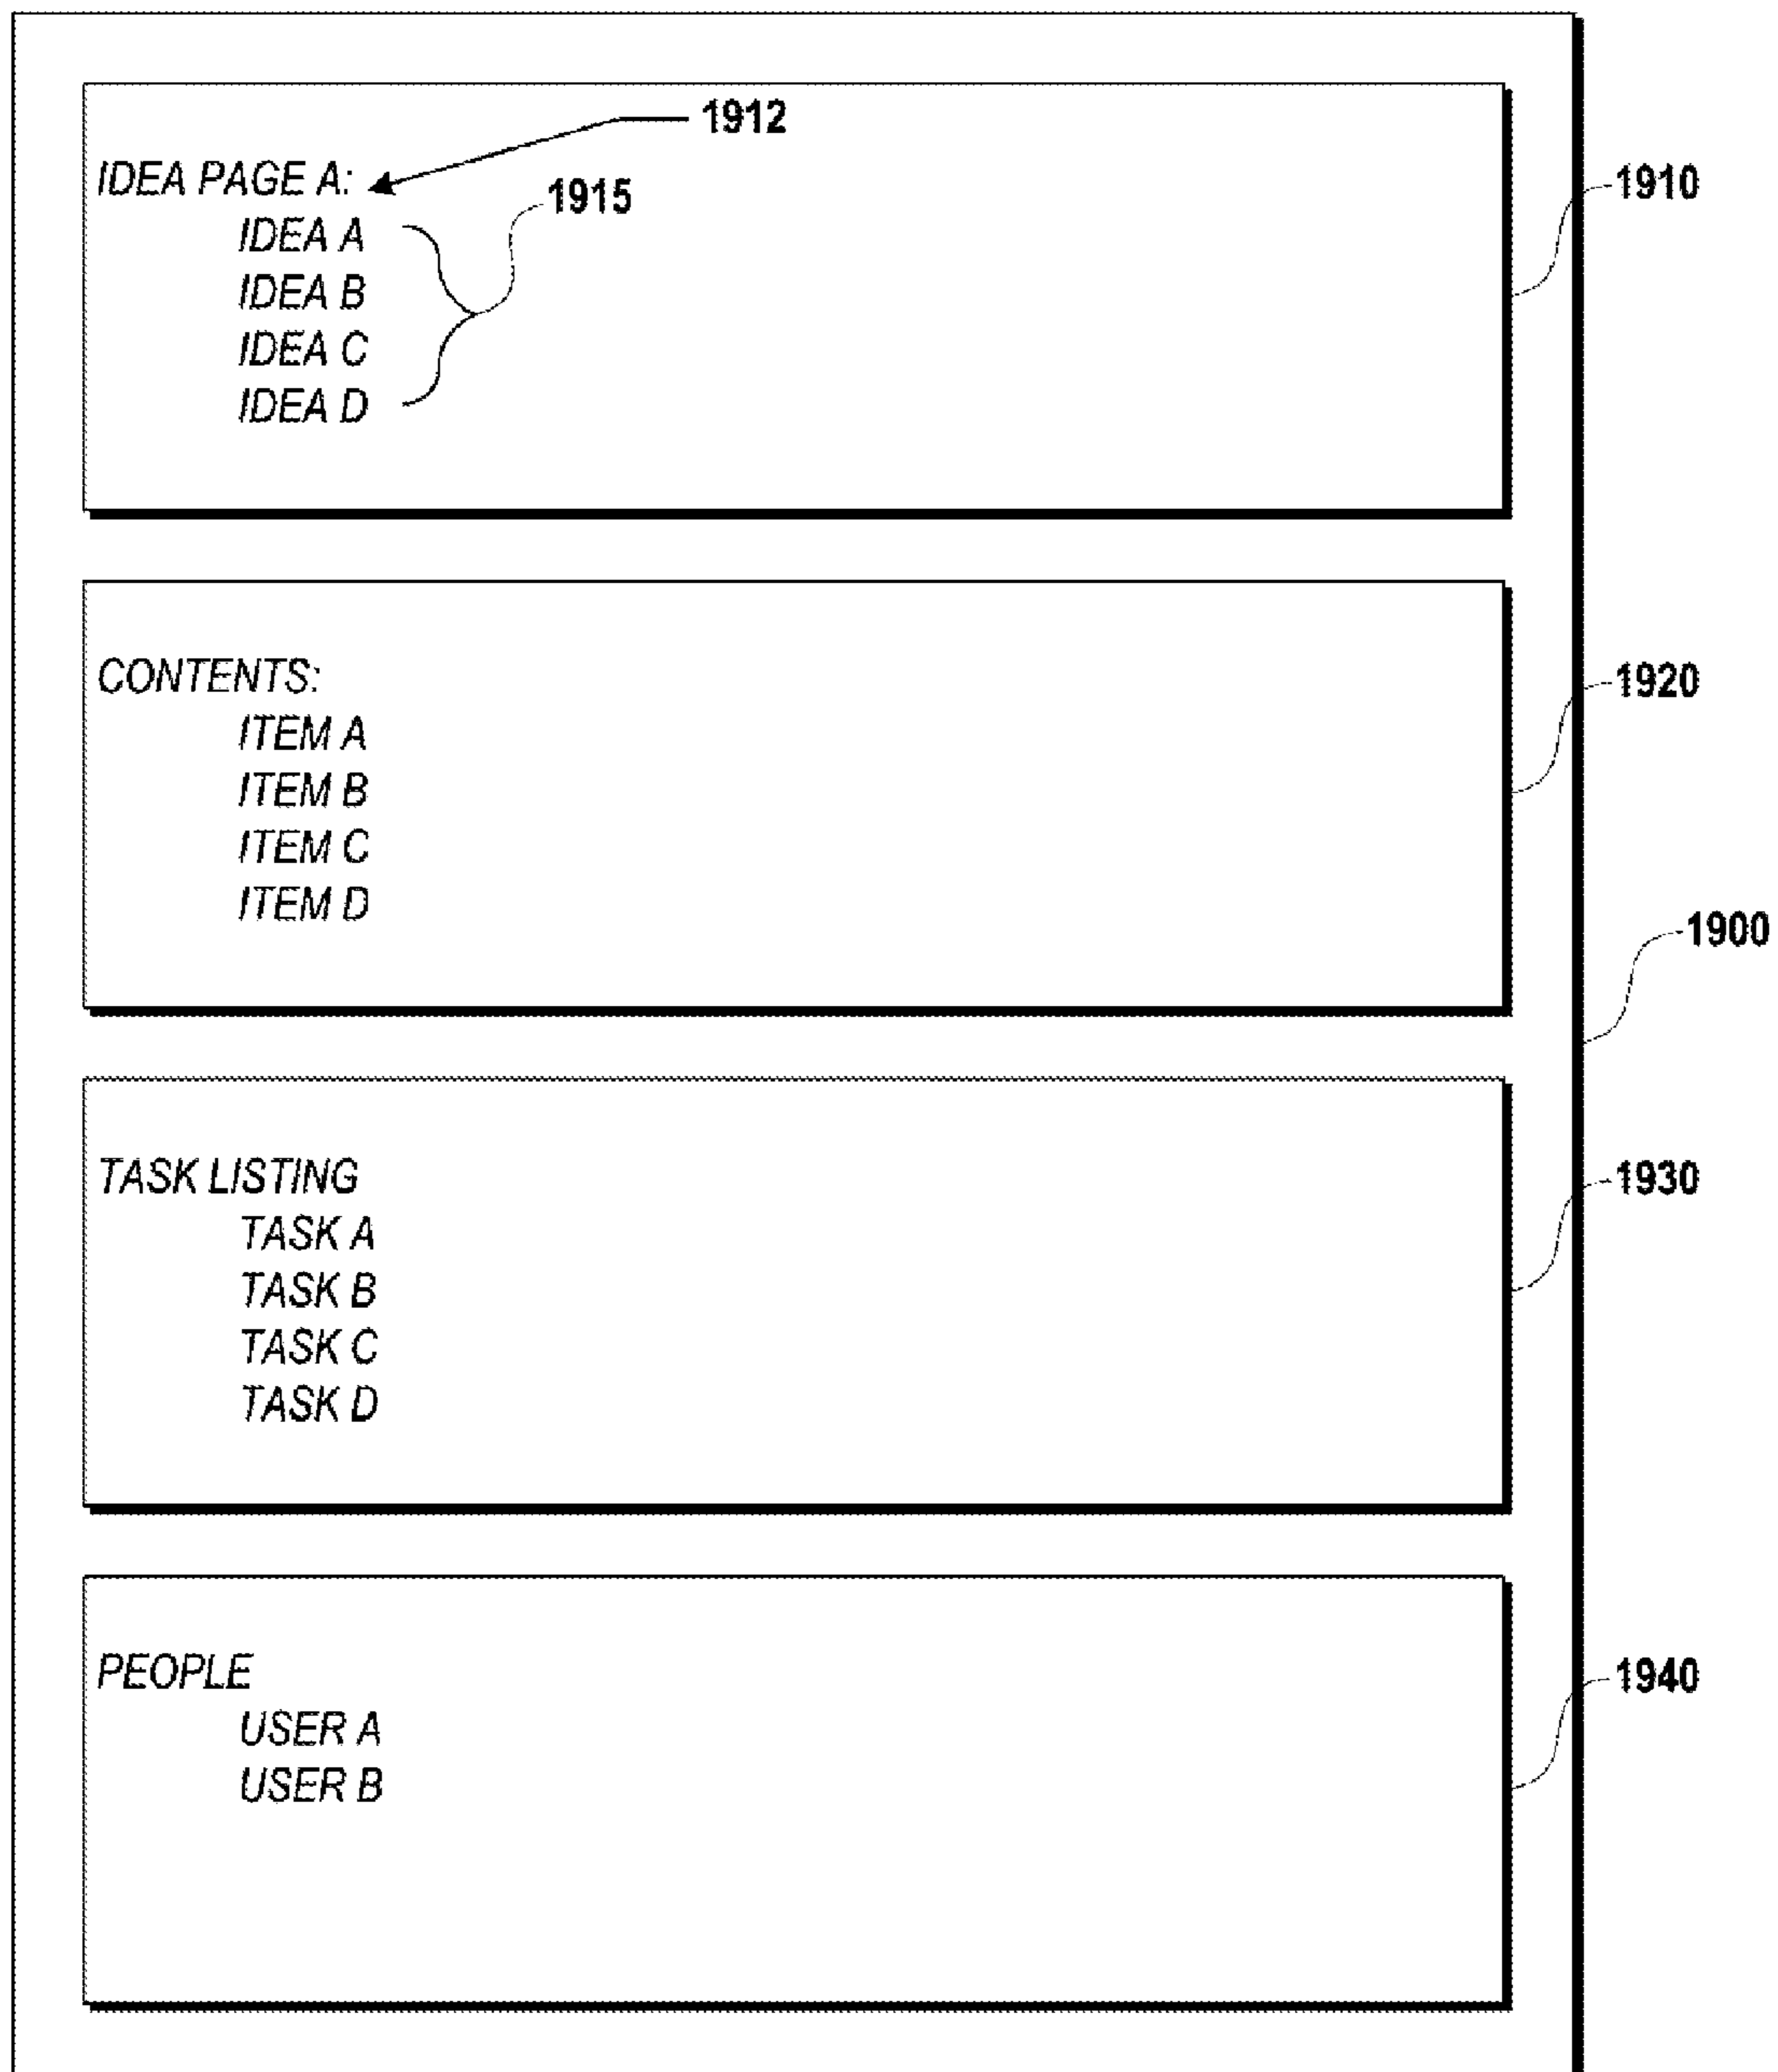 1912
IDEA PAGE A:
1915
1910
IDEA A
IDEA B
IDEA C
IDEA D
CONTENTS:
1920
ITEM A
ITEM B
ITEM C
ITEM D
1900
TASK LISTING
1930
TASK A
TASK B
TASK C
TASK D
PEOPLE
1940
USER A
USER B